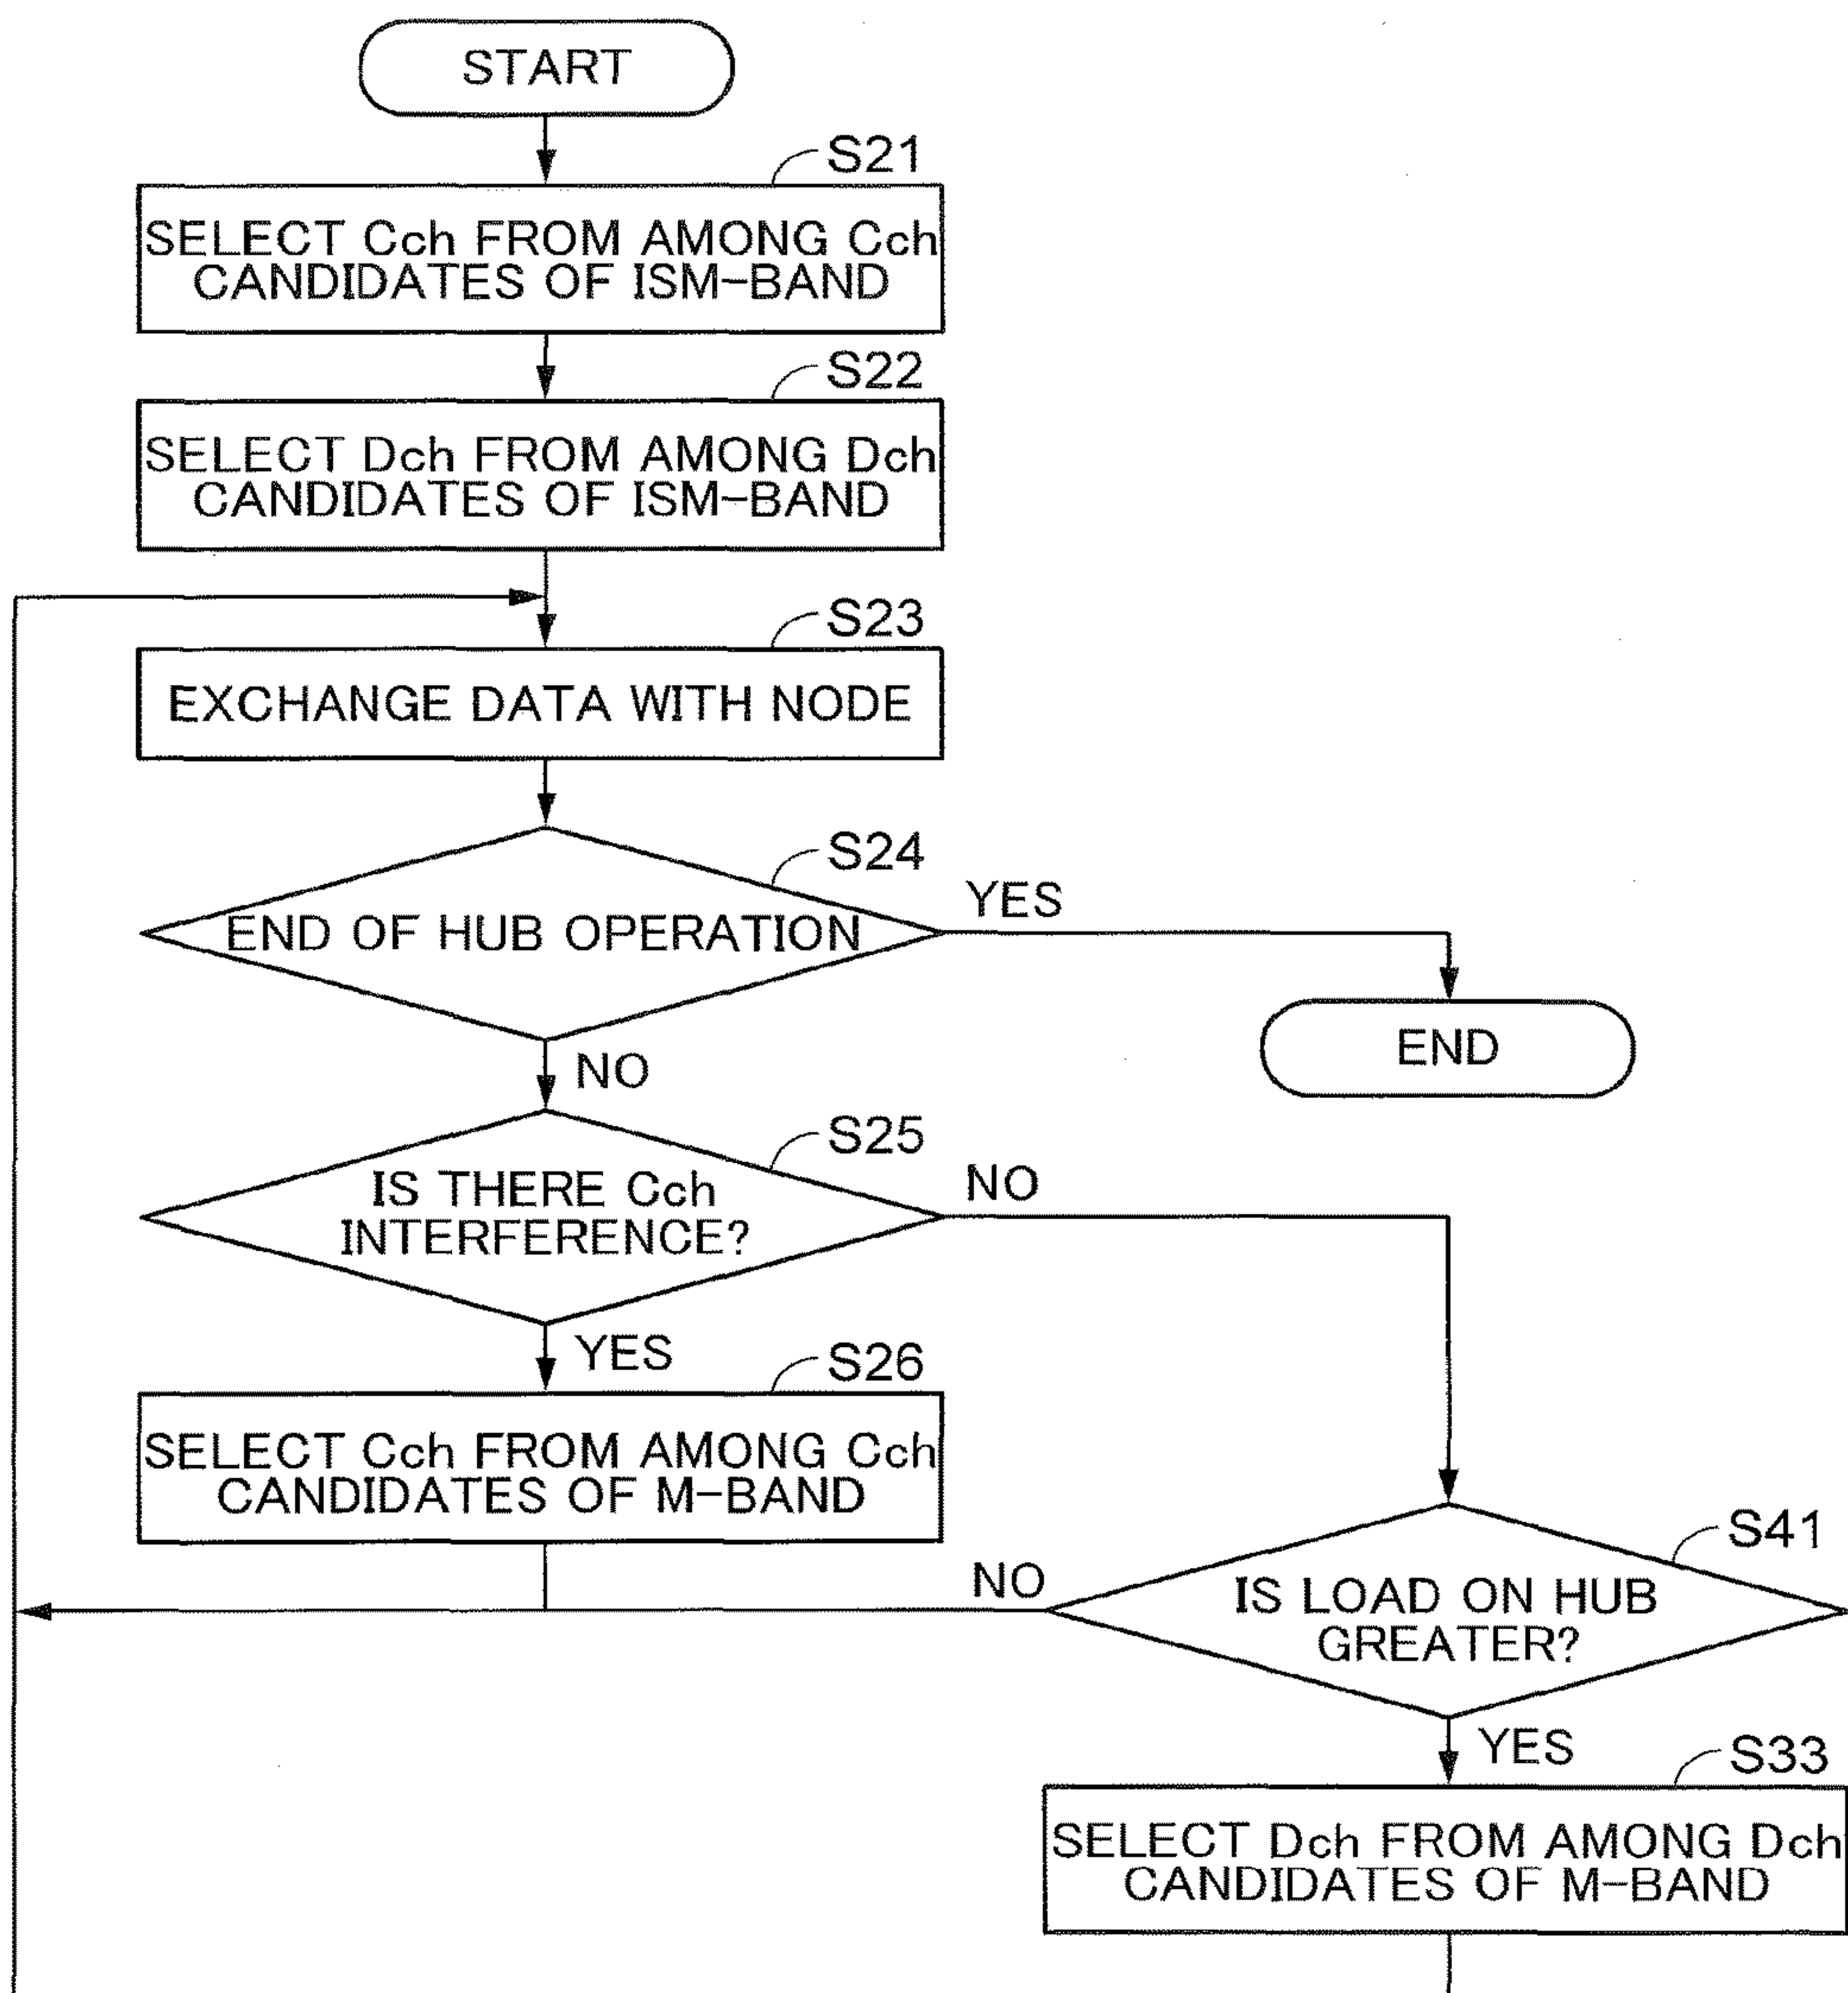 START
S21
SELECT Cch FROM AMONG Cch
CANDIDATES OF ISM-BAND
S22
SELECT Dch FROM AMONG Dch
CANDIDATES OF ISM-BAND
S23
EXCHANGE DATA WITH NODE
S24
END OF HUB OPERATION
YES
END
NO
S25
IS THERE Cch
INTERFERENCE?
NO
YES
S26
SELECT Cch FROM AMONG Cch
CANDIDATES OF M-BAND
S41
IS LOAD ON HUB
GREATER?
NO
YES
S33
SELECT Dch FROM AMONG Dch
CANDIDATES OF M-BAND